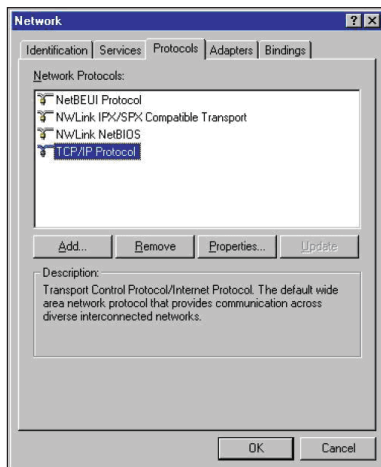 Network
Identification Services Protocols Adapters Bindings
Network Protocols:
NetBEUI Protocol
NWLink IPX/SPX Compatible Transport
NWLink NetBIOS
TCP/IP Protocol
Add... Remove Properties... Update
Description:
Transport Control Protocol/Internet Protocol. The default wide
area network protocol that provides communication across
diverse interconnected networks.
OK Cancel